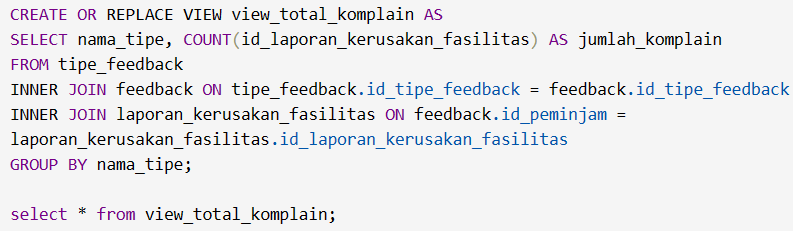 CREATE OR REPLACE VIEW view_total_komplain AS
SELECT nama_tipe, COUNT(id_laporan_kerusakan_fasilitas) AS jumlah_komplain
FROM tipe_feedback
INNER JOIN feedback ON tipe_feedback.id_tipe_feedback = feedback.id_tipe_feedback
INNER JOIN laporan_kerusakan_fasilitas ON feedback.id_peminjam =
laporan_kerusakan_fasilitas.id_laporan_kerusakan_fasilitas
GROUP BY nama_tipe;
select * from view_total_komplain;